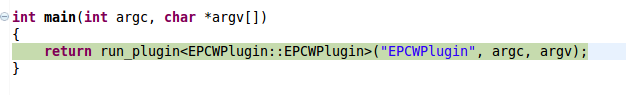 int main(int argc, char *argv[])
{
    return run_plugin<EPCWPlugin::EPCWPlugin>("EPCWPlugin", argc, argv);
}